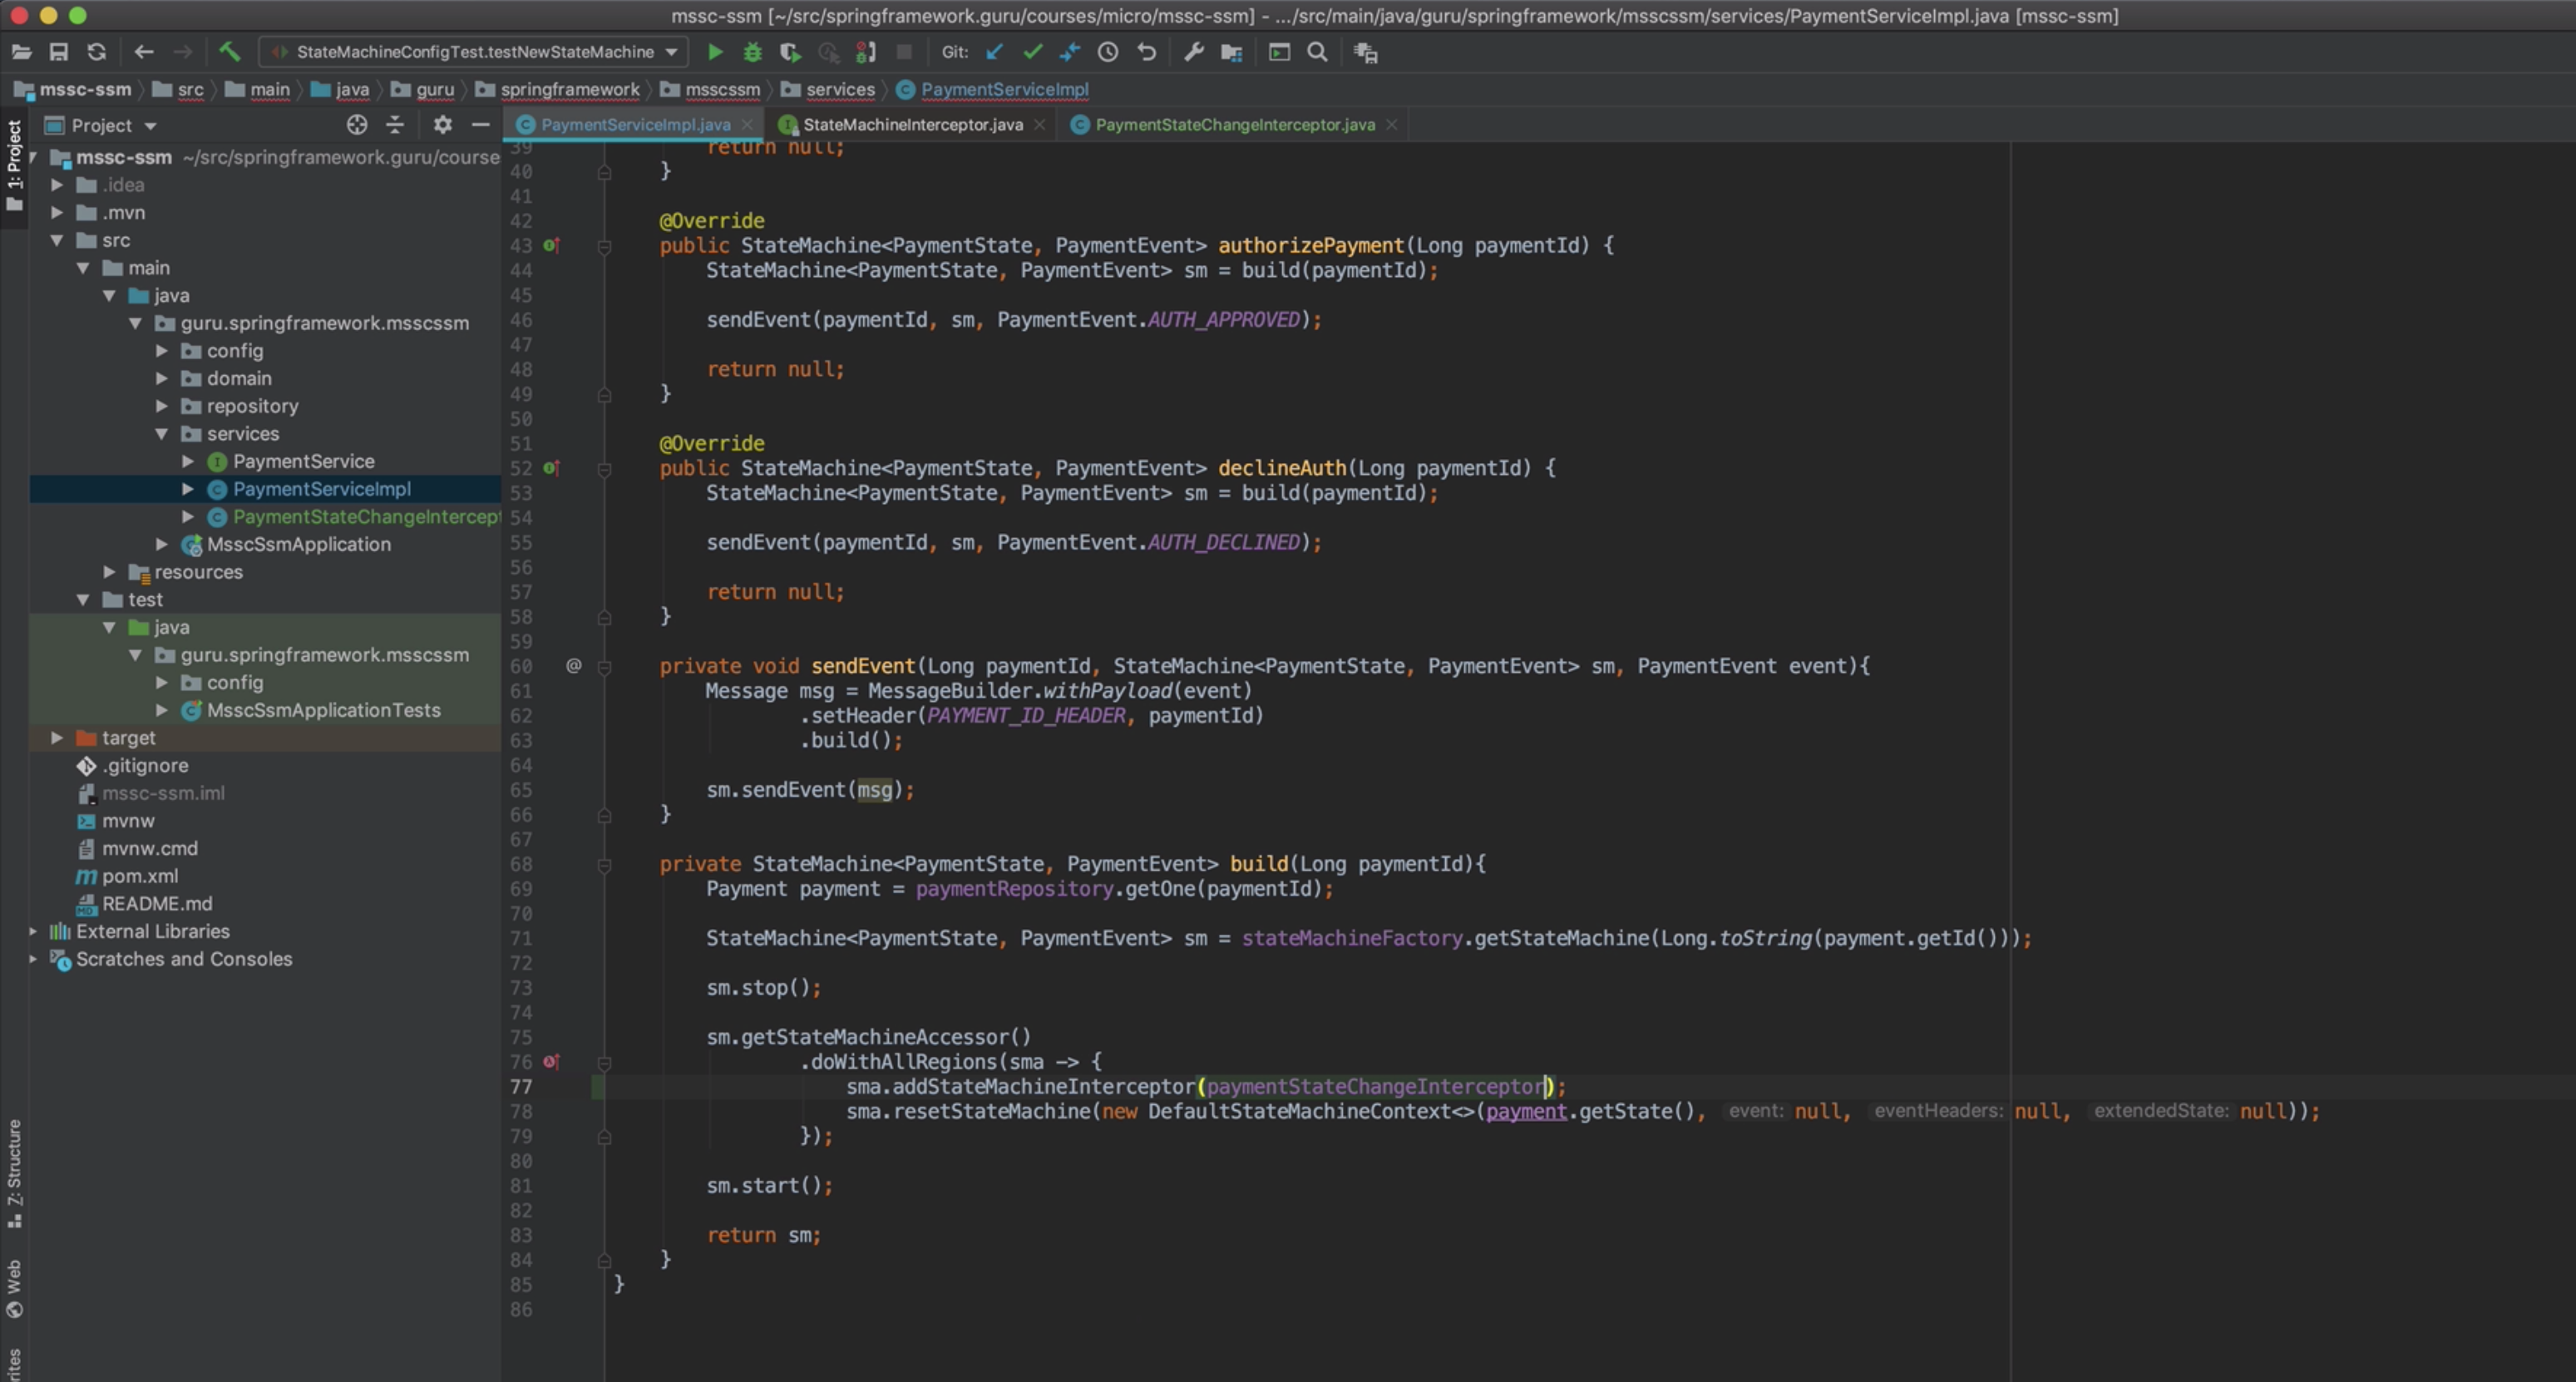 mssc-ssm [~/src/springframework.guru/courses/micro/mssc-ssm] - .../src/main/java/guru/springframework/msscssm/services/PaymentServiceImpl.java [mssc-ssm]
StateMachineConfigTest.testNewStateMachine
Git:
mssc-ssm src main java guru springframework msscssm services PaymentServiceImpl
1: Project
Z: Structure
Web
Project
mssc-ssm ~/src/springframework.guru/course
.idea
.mvn
src
main
java
guru.springframework.msscssm
config
domain
repository
services
PaymentService
PaymentServiceImpl
PaymentStateChangeIntercept
MsscSsmApplication
resources
test
java
guru.springframework.msscssm
config
MsscSsmApplicationTests
target
.gitignore
mssc-ssm.iml
mvnw
mvnw.cmd
pom.xml
README.md
External Libraries
Scratches and Consoles
PaymentServiceImpl.java StateMachineInterceptor.java PaymentStateChangeInterceptor.java
39 return null;
40 }
41
42 @Override
43 public StateMachine<PaymentState, PaymentEvent> authorizePayment(Long paymentId) {
44 StateMachine<PaymentState, PaymentEvent> sm = build(paymentId);
45
46 sendEvent(paymentId, sm, PaymentEvent.AUTH_APPROVED);
47
48 return null;
49 }
50
51 @Override
52 public StateMachine<PaymentState, PaymentEvent> declineAuth(Long paymentId) {
53 StateMachine<PaymentState, PaymentEvent> sm = build(paymentId);
54
55 sendEvent(paymentId, sm, PaymentEvent.AUTH_DECLINED);
56
57 return null;
58 }
59
60 @ private void sendEvent(Long paymentId, StateMachine<PaymentState, PaymentEvent> sm, PaymentEvent event){
61 Message msg = MessageBuilder.withPayload(event)
62 .setHeader(PAYMENT_ID_HEADER, paymentId)
63 .build();
64
65 sm.sendEvent(msg);
66 }
67
68 private StateMachine<PaymentState, PaymentEvent> build(Long paymentId){
69 Payment payment = paymentRepository.getOne(paymentId);
70
71 StateMachine<PaymentState, PaymentEvent> sm = stateMachineFactory.getStateMachine(Long.toString(payment.getId()));
72
73 sm.stop();
74
75 sm.getStateMachineAccessor()
76 .doWithAllRegions(sma -> {
77 sma.addStateMachineInterceptor(paymentStateChangeInterceptor);
78 sma.resetStateMachine(new DefaultStateMachineContext<>(payment.getState(), event: null, eventHeaders: null, extendedState: null));
79 });
80
81 sm.start();
82
83 return sm;
84 }
85 }
86